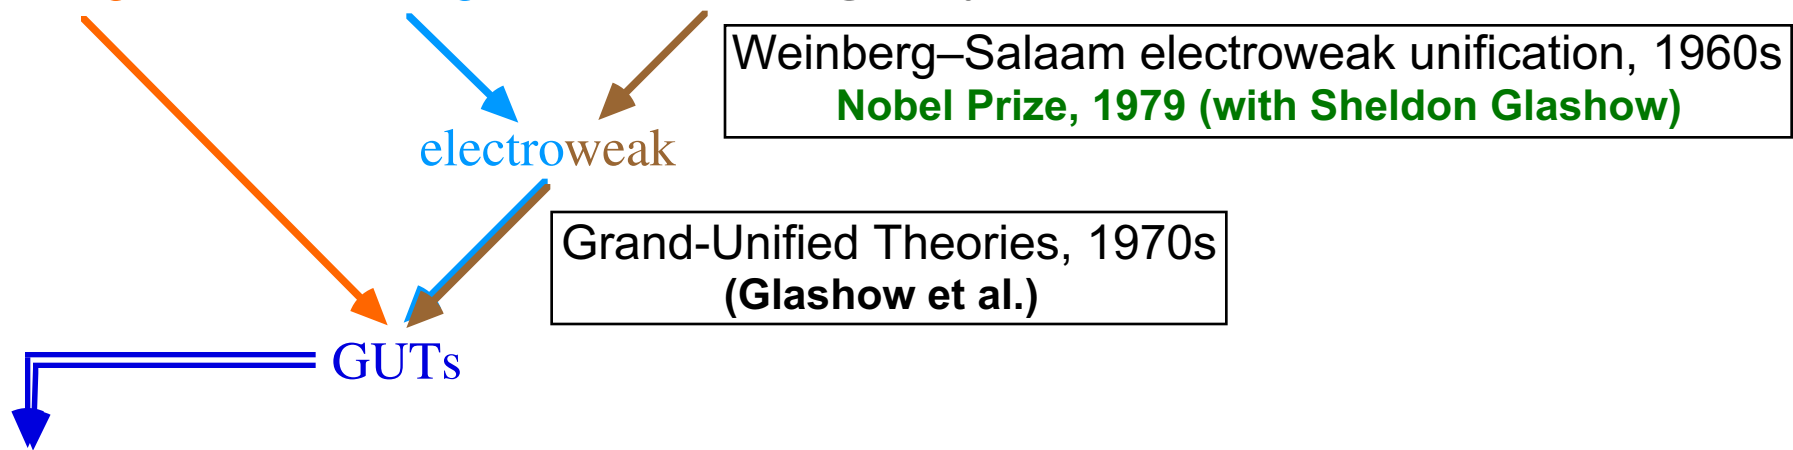 Weinberg–Salaam electroweak unification, 1960s
Nobel Prize, 1979 (with Sheldon Glashow)
electroweak
Grand-Unified Theories, 1970s
(Glashow et al.)
GUTs